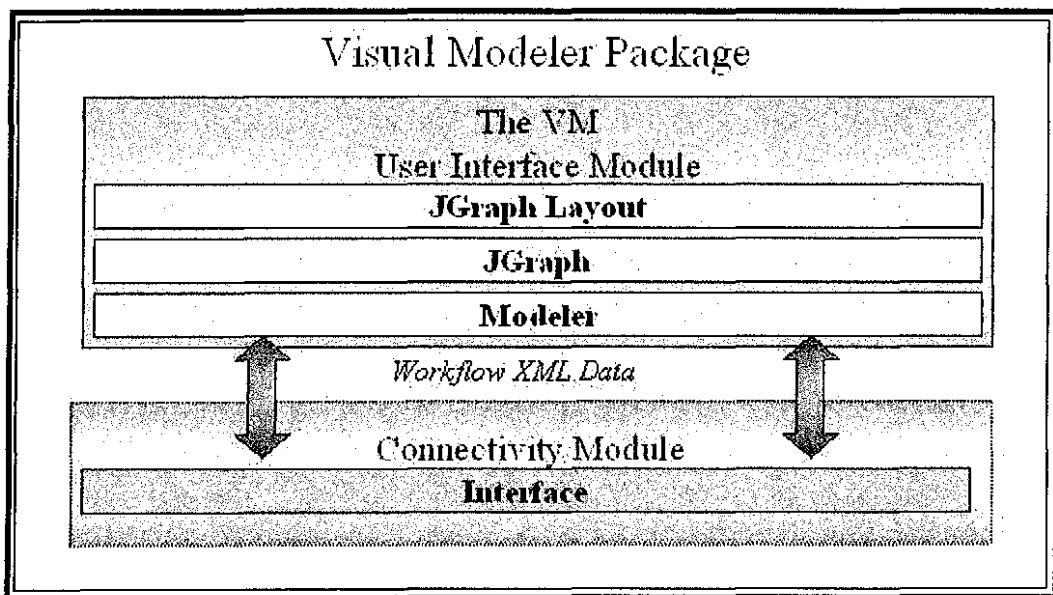 Visual Modeler Package
The VM
User Interface Module
JGraph Layout
JGraph
Modeler
Workflow XML Data
Connectivity Module
Interface